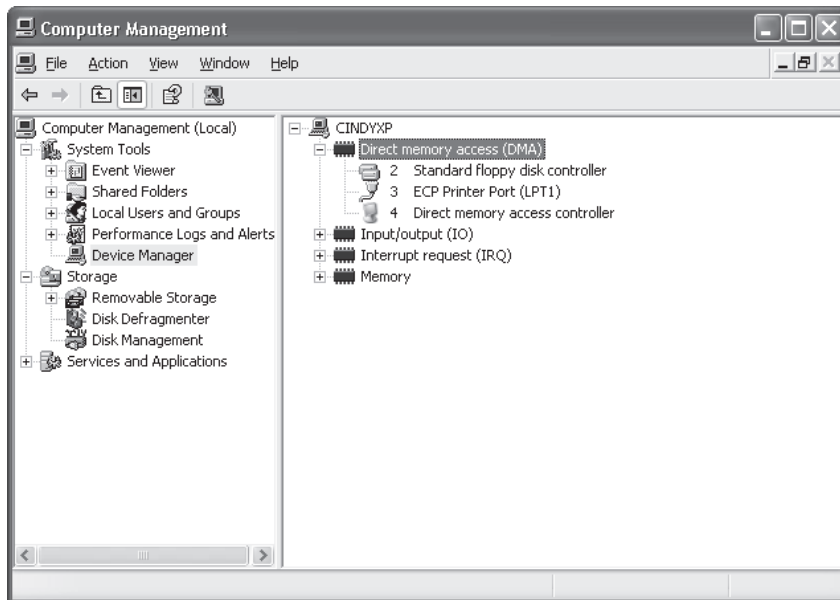 Computer Management
File Action View Window Help
Computer Management (Local)
System Tools
Event Viewer
Shared Folders
Local Users and Groups
Performance Logs and Alerts
Device Manager
Storage
Removable Storage
Disk Defragmenter
Disk Management
Services and Applications
CINDYXP
Direct memory access (DMA)
2 Standard floppy disk controller
3 ECP Printer Port (LPT1)
4 Direct memory access controller
Input/output (IO)
Interrupt request (IRQ)
Memory